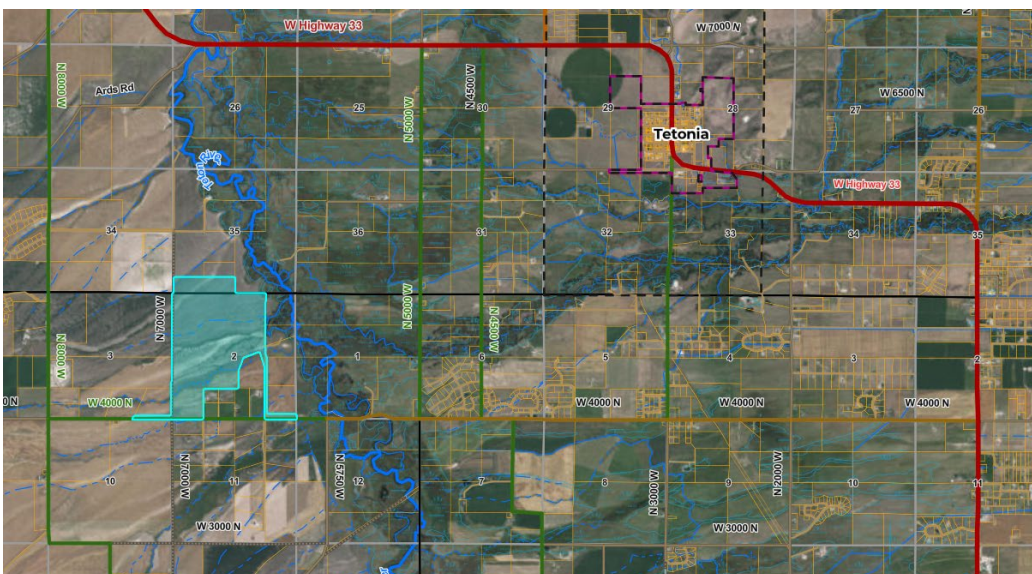 W Highway 33
W 7000 N
N
N 8000 W
Ards Rd
N 4500 W
N 5000 W
W 6500 N
26
25
30
29
28
27
26
Tetonia
Teton
W Highway 33
34
35
36
31
32
33
34
35
N 7000 W
N 5000 W
N 8000 W
N 4500 W
3
2
1
6
5
4
3
2
0 N
W 4000 N
W 4000 N
W 4000 N
W 4000 N
N 7000 W
N 5750 W
N 3000 W
N 2000 W
10
11
12
7
8
9
10
11
W 3000 N
W 3000 N